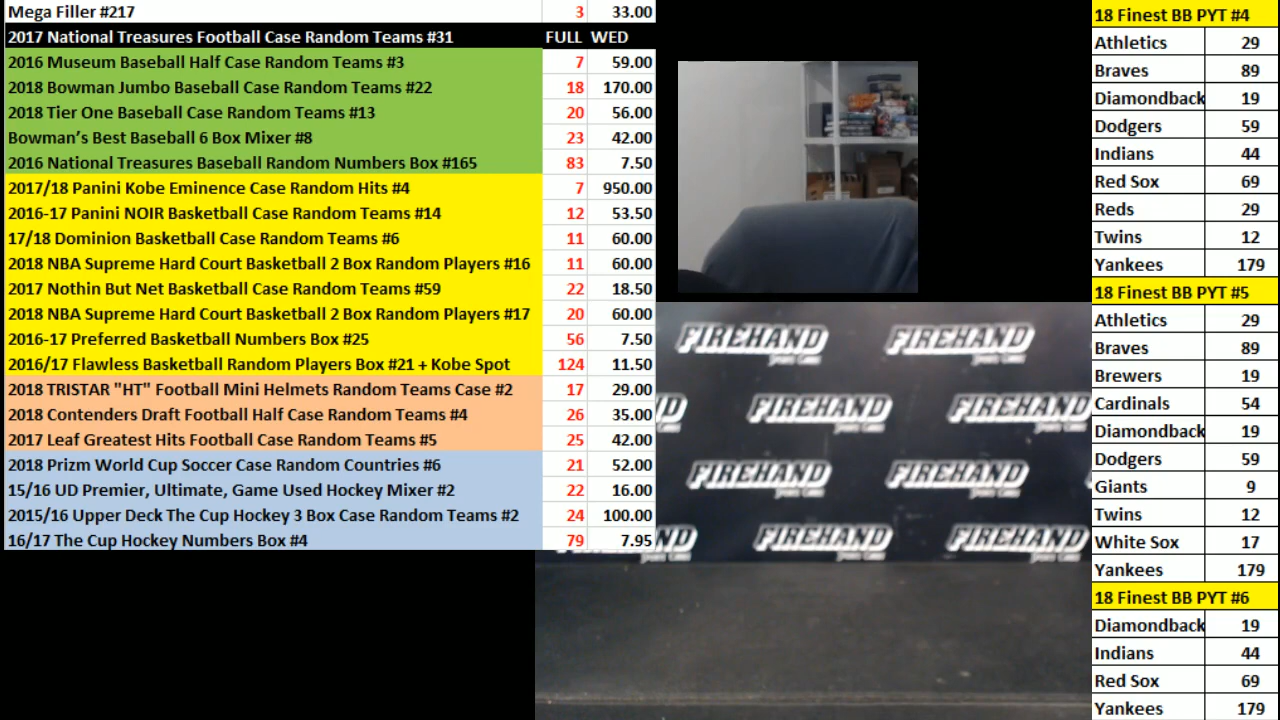 Mega Filler #217 3 33.00
2017 National Treasures Football Case Random Teams #31 FULL WED
2016 Museum Baseball Half Case Random Teams #3 7 59.00
2018 Bowman Jumbo Baseball Case Random Teams #22 18 170.00
2018 Tier One Baseball Case Random Teams #13 20 56.00
Bowman's Best Baseball 6 Box Mixer #8 23 42.00
2016 National Treasures Baseball Random Numbers Box #165 83 7.50
2017/18 Panini Kobe Eminence Case Random Hits #4 7 950.00
2016-17 Panini NOIR Basketball Case Random Teams #14 12 53.50
17/18 Dominion Basketball Case Random Teams #6 11 60.00
2018 NBA Supreme Hard Court Basketball 2 Box Random Players #16 11 60.00
2017 Nothin But Net Basketball Case Random Teams #59 22 18.50
2018 NBA Supreme Hard Court Basketball 2 Box Random Players #17 20 60.00
2016-17 Preferred Basketball Numbers Box #25 56 7.50
2016/17 Flawless Basketball Random Players Box #21 + Kobe Spot 124 11.50
2018 TRISTAR "HT" Football Mini Helmets Random Teams Case #2 17 29.00
2018 Contenders Draft Football Half Case Random Teams #4 26 35.00
2017 Leaf Greatest Hits Football Case Random Teams #5 25 42.00
2018 Prizm World Cup Soccer Case Random Countries #6 21 52.00
15/16 UD Premier, Ultimate, Game Used Hockey Mixer #2 22 16.00
2015/16 Upper Deck The Cup Hockey 3 Box Case Random Teams #2 24 100.00
16/17 The Cup Hockey Numbers Box #4 79 7.95
FIREHAND FIREHAND
FIREHAND FIREHAND
FIREHAND FIREHAND
FIREHAND FIREHAND
18 Finest BB PYT #4
Athletics 29
Braves 89
Diamondback 19
Dodgers 59
Indians 44
Red Sox 69
Reds 29
Twins 12
Yankees 179
18 Finest BB PYT #5
Athletics 29
Braves 89
Brewers 19
Cardinals 54
Diamondback 19
Dodgers 59
Giants 9
Twins 12
White Sox 17
Yankees 179
18 Finest BB PYT #6
Diamondback 19
Indians 44
Red Sox 69
Yankees 179